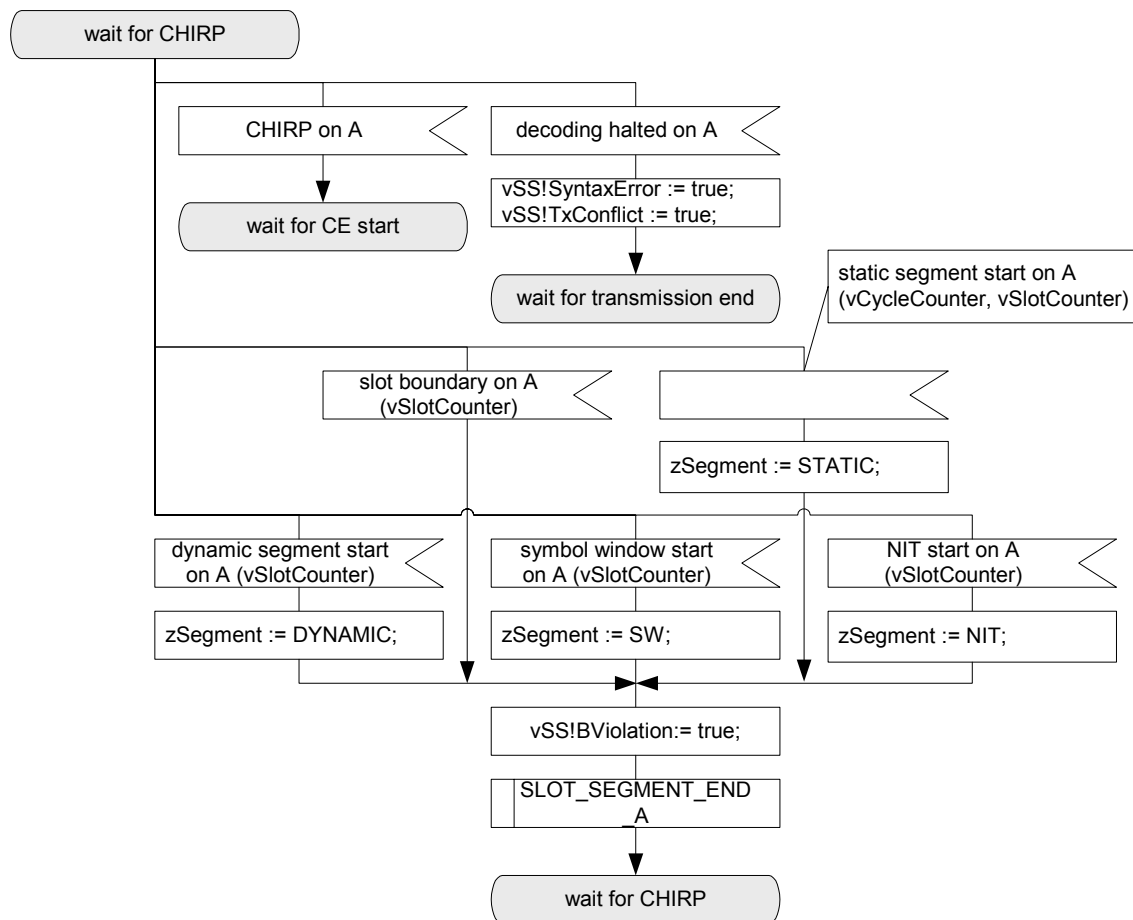 wait for CHIRP
CHIRP on A
decoding halted on A
vSS!SyntaxError := true;
vSS!TxConflict := true;
wait for CE start
wait for transmission end
static segment start on A
(vCycleCounter, vSlotCounter)
slot boundary on A
(vSlotCounter)
zSegment := STATIC;
dynamic segment start
on A (vSlotCounter)
symbol window start
on A (vSlotCounter)
NIT start on A
(vSlotCounter)
zSegment := DYNAMIC;
zSegment := SW;
zSegment := NIT;
vSS!BViolation:= true;
SLOT_SEGMENT_END
_A
wait for CHIRP